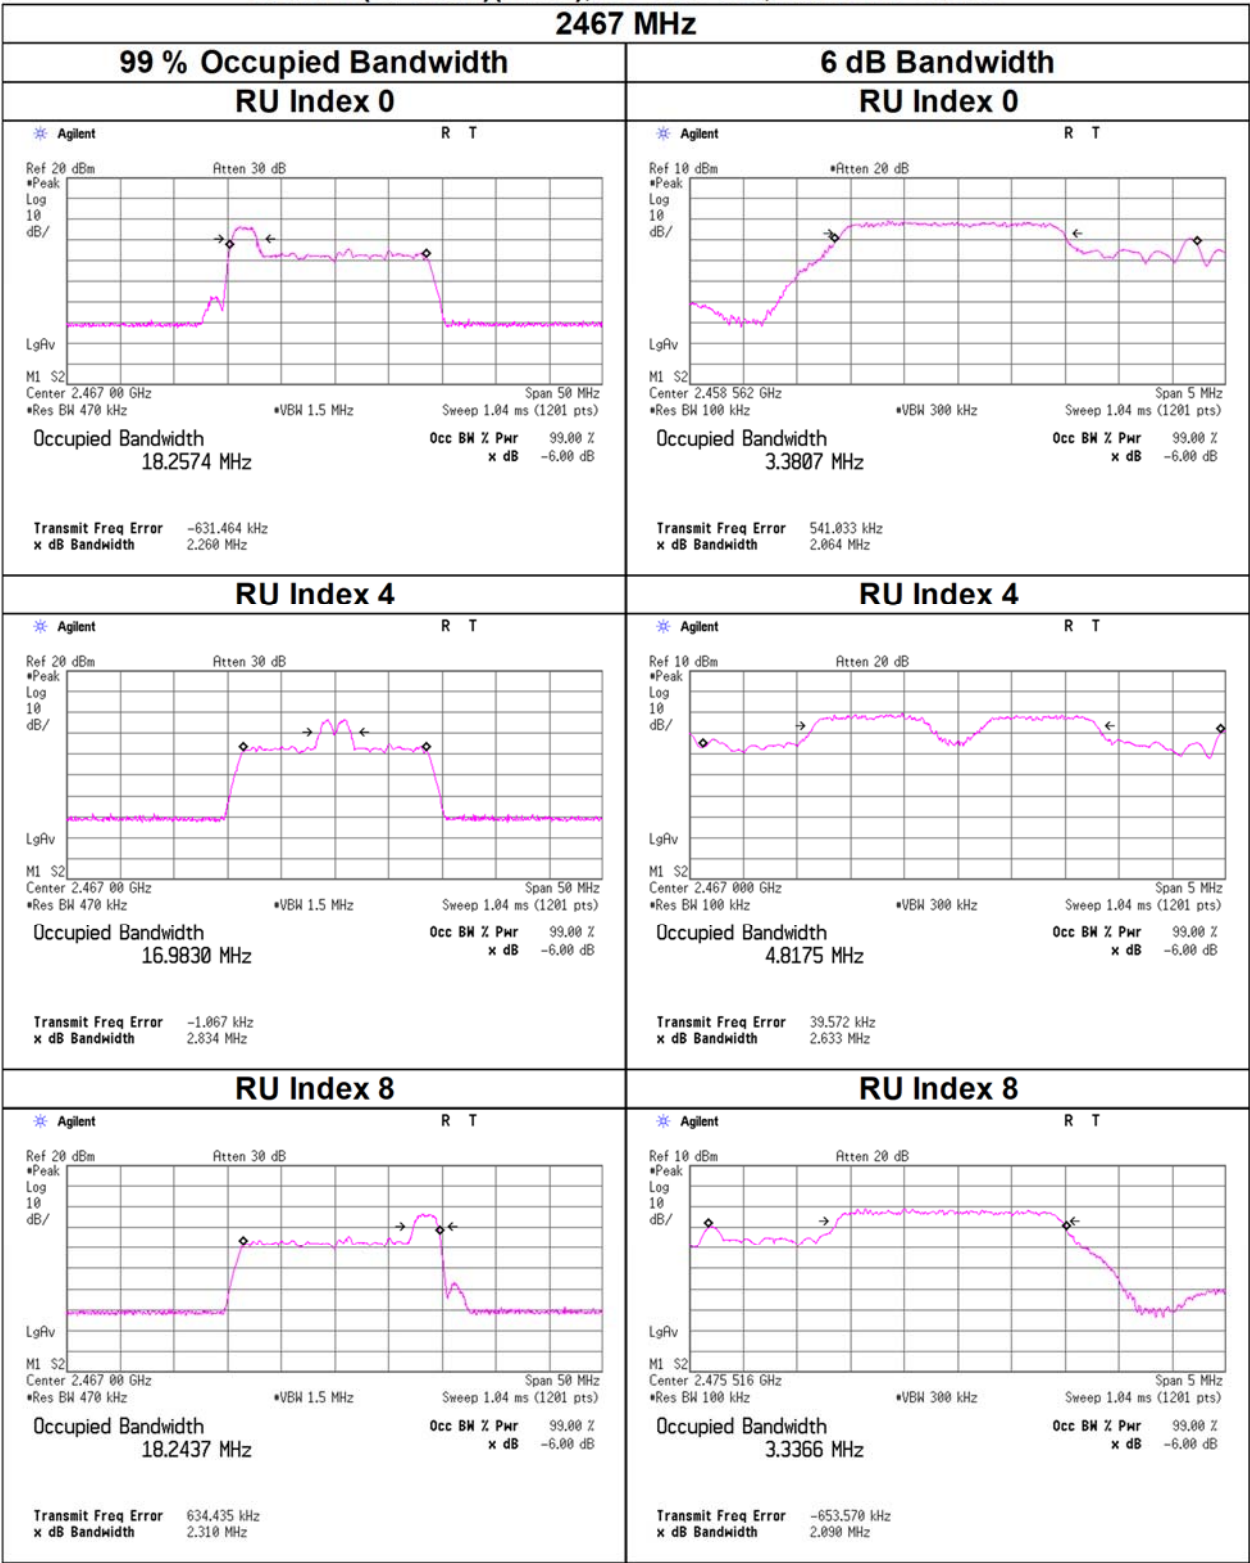 2467 MHz
99 % Occupied Bandwidth
6 dB Bandwidth
RU Index 0
RU Index 0
Agilent R T
Ref 20 dBm Atten 30 dB
#Peak
Log
10
dB/
LgAv
M1 S2
Center 2.467 00 GHz Span 50 MHz
#Res BW 470 kHz #VBW 1.5 MHz Sweep 1.04 ms (1201 pts)
Occupied Bandwidth Occ BW % Pwr 99.00 %
18.2574 MHz x dB -6.00 dB
Transmit Freq Error -631.464 kHz
x dB Bandwidth 2.260 MHz
Agilent R T
Ref 10 dBm #Atten 20 dB
#Peak
Log
10
dB/
LgAv
M1 S2
Center 2.458 562 GHz Span 5 MHz
#Res BW 100 kHz #VBW 300 kHz Sweep 1.04 ms (1201 pts)
Occupied Bandwidth Occ BW % Pwr 99.00 %
3.3807 MHz x dB -6.00 dB
Transmit Freq Error 541.033 kHz
x dB Bandwidth 2.064 MHz
RU Index 4
RU Index 4
Agilent R T
Ref 20 dBm Atten 30 dB
#Peak
Log
10
dB/
LgAv
M1 S2
Center 2.467 00 GHz Span 50 MHz
#Res BW 470 kHz #VBW 1.5 MHz Sweep 1.04 ms (1201 pts)
Occupied Bandwidth Occ BW % Pwr 99.00 %
16.9830 MHz x dB -6.00 dB
Transmit Freq Error -1.067 kHz
x dB Bandwidth 2.834 MHz
Agilent R T
Ref 10 dBm Atten 20 dB
#Peak
Log
10
dB/
LgAv
M1 S2
Center 2.467 000 GHz Span 5 MHz
#Res BW 100 kHz #VBW 300 kHz Sweep 1.04 ms (1201 pts)
Occupied Bandwidth Occ BW % Pwr 99.00 %
4.8175 MHz x dB -6.00 dB
Transmit Freq Error 39.572 kHz
x dB Bandwidth 2.633 MHz
RU Index 8
RU Index 8
Agilent R T
Ref 20 dBm Atten 30 dB
#Peak
Log
10
dB/
LgAv
M1 S2
Center 2.467 00 GHz Span 50 MHz
#Res BW 470 kHz #VBW 1.5 MHz Sweep 1.04 ms (1201 pts)
Occupied Bandwidth Occ BW % Pwr 99.00 %
18.2437 MHz x dB -6.00 dB
Transmit Freq Error 634.435 kHz
x dB Bandwidth 2.310 MHz
Agilent R T
Ref 10 dBm Atten 20 dB
#Peak
Log
10
dB/
LgAv
M1 S2
Center 2.475 516 GHz Span 5 MHz
#Res BW 100 kHz #VBW 300 kHz Sweep 1.04 ms (1201 pts)
Occupied Bandwidth Occ BW % Pwr 99.00 %
3.3366 MHz x dB -6.00 dB
Transmit Freq Error -653.570 kHz
x dB Bandwidth 2.090 MHz